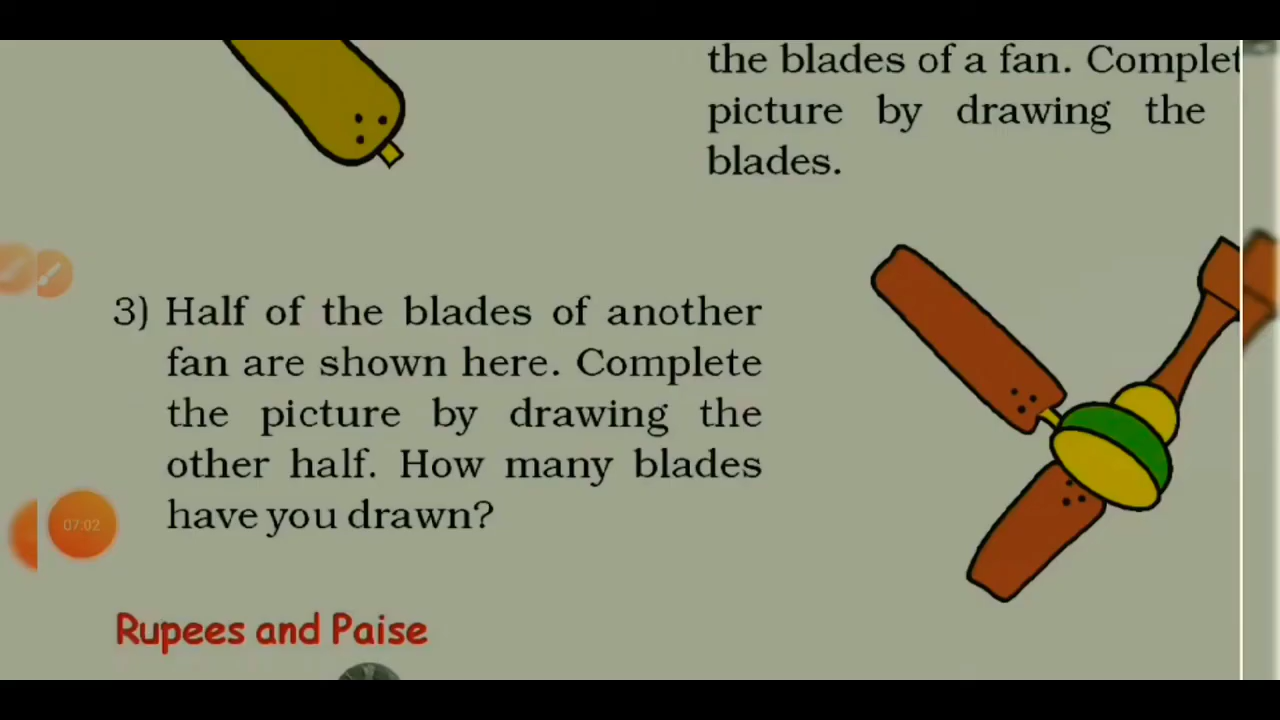 the blades of a fan. Complet
picture by drawing the
blades.
3) Half of the blades of another
fan are shown here. Complete
the picture by drawing the
other half. How many blades
have you drawn?
07:02
Rupees and Paise